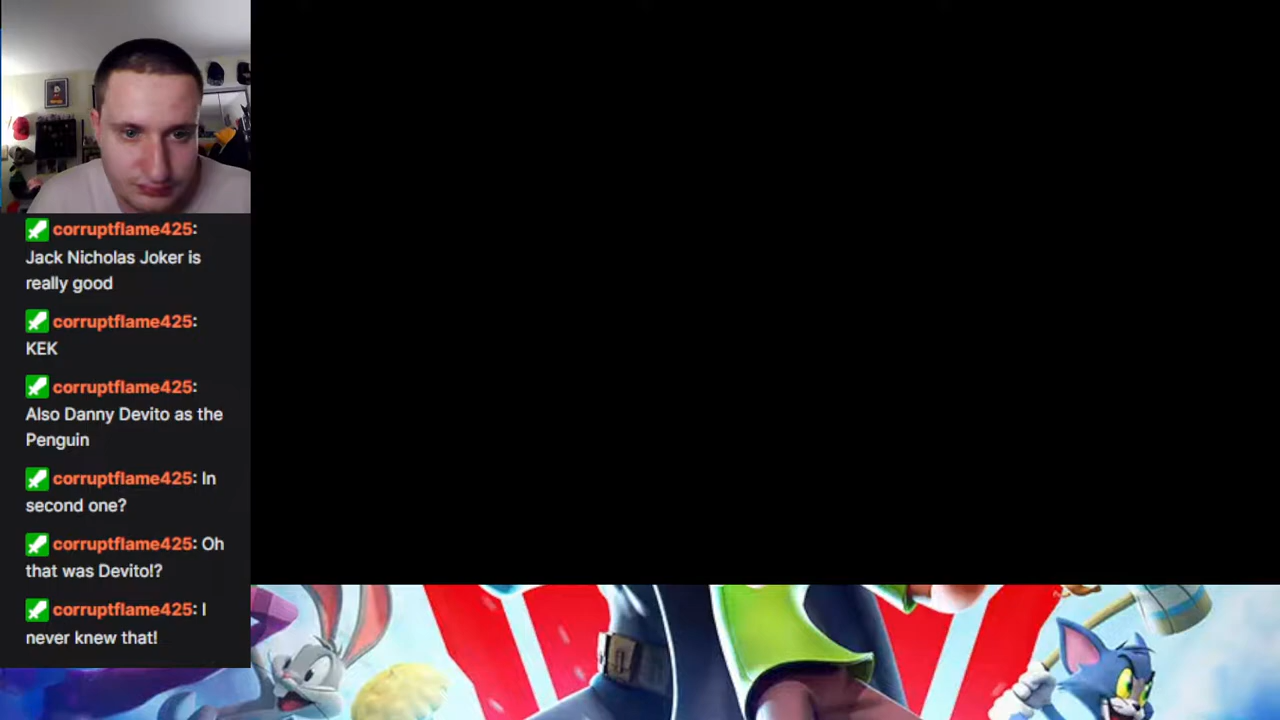 corruptflame425:
Jack Nicholas Joker is
really good
corruptflame425:
KEK
corruptflame425:
Also Danny Devito as the
Penguin
corruptflame425: In
second one?
corruptflame425: Oh
that was Devito!?
corruptflame425: I
never knew that!